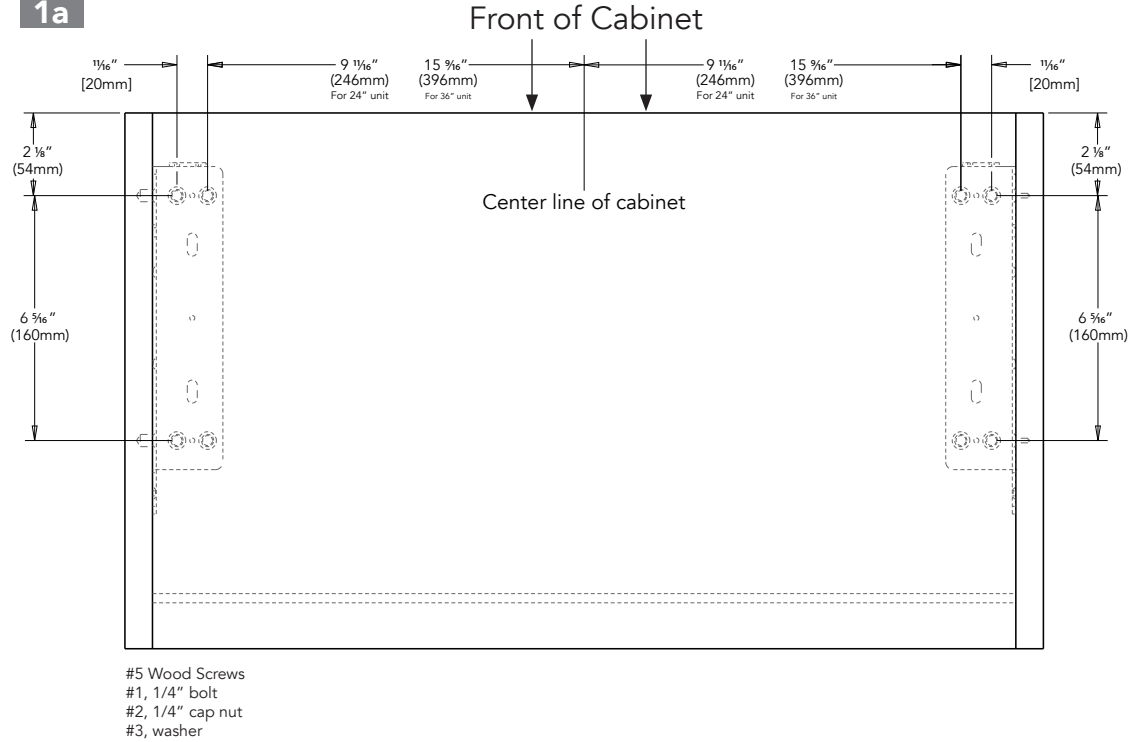 1a
Front of Cabinet
11⁄16"
[20mm]
9 11⁄16"
(246mm)
For 24" unit
15 9⁄16"
(396mm)
For 36" unit
9 11⁄16"
(246mm)
For 24" unit
15 9⁄16"
(396mm)
For 36" unit
11⁄16"
[20mm]
2 1⁄8"
(54mm)
2 1⁄8"
(54mm)
Center line of cabinet
6 5⁄16"
(160mm)
6 5⁄16"
(160mm)
#5 Wood Screws
#1, 1/4" bolt
#2, 1/4" cap nut
#3, washer